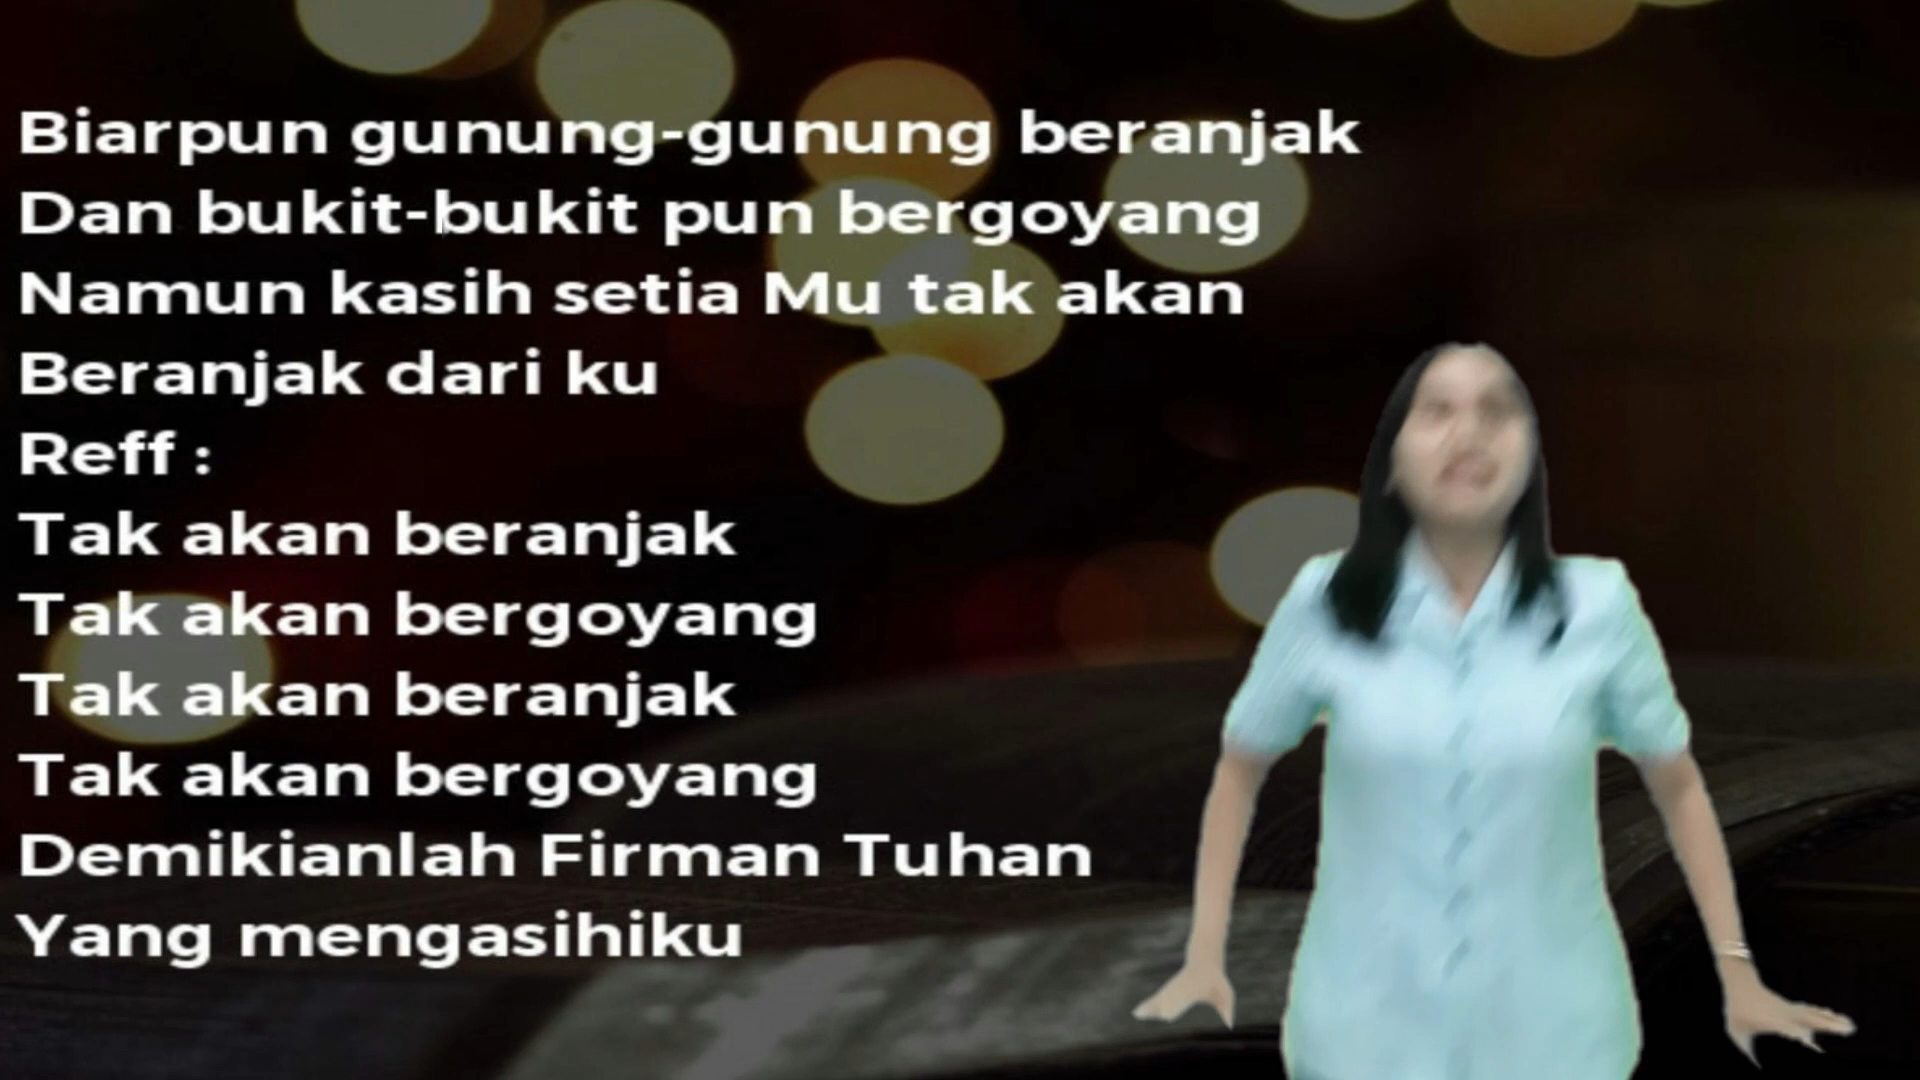 Biarpun gunung-gunung beranjak
Dan bukit-bukit pun bergoyang
Namun kasih setia Mu tak akan
Beranjak dari ku
Reff :
Tak akan beranjak
Tak akan bergoyang
Tak akan beranjak
Tak akan bergoyang
Demikianlah Firman Tuhan
Yang mengasihiku